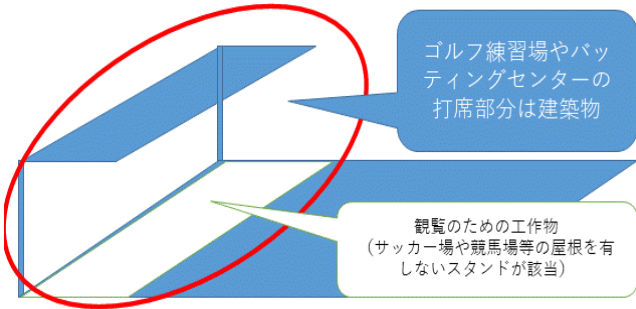 ゴルフ練習場やバッ
ティングセンターの
打席部分は建築物
観覧のための工作物
(サッカー場や競馬場等の屋根を有
しないスタンドが該当)